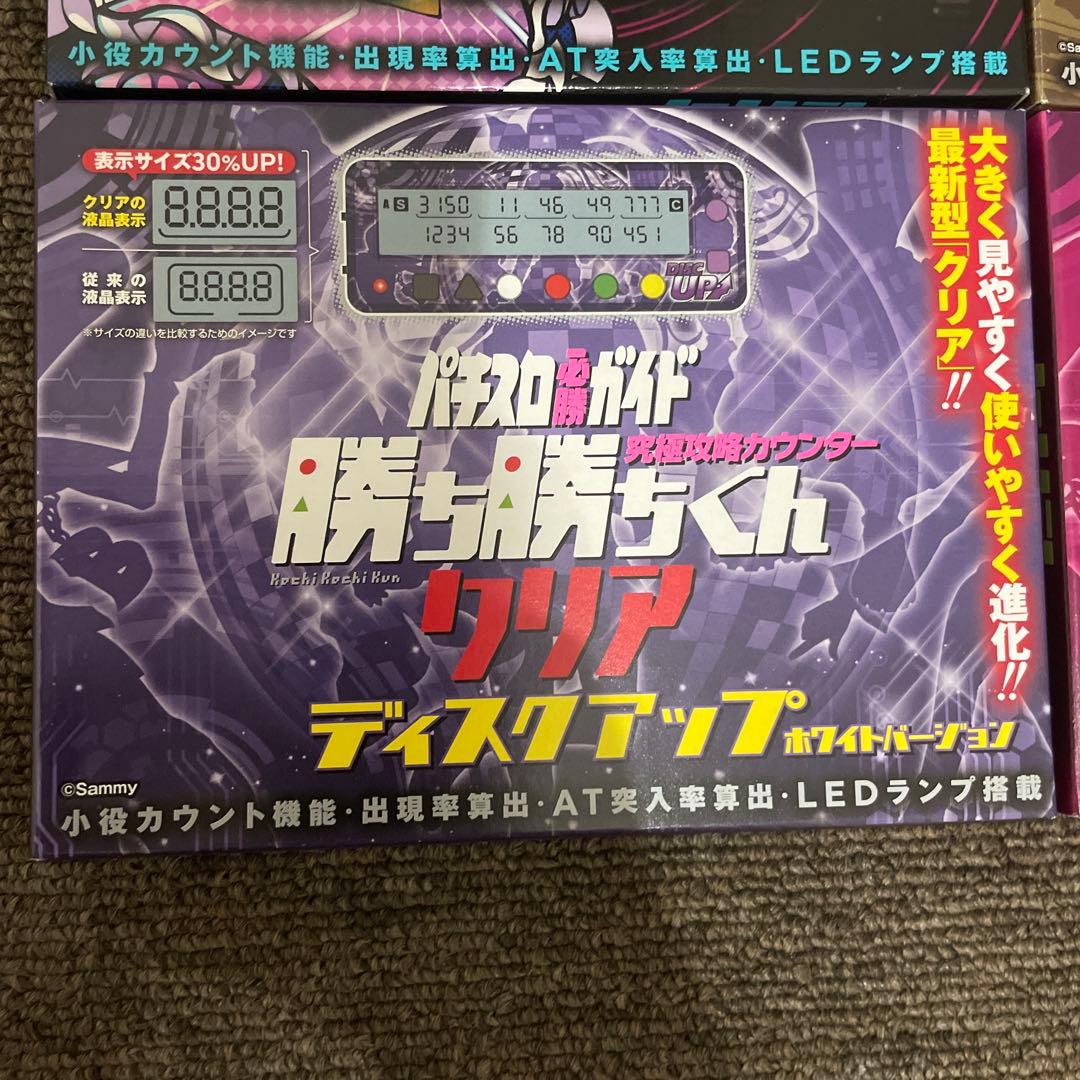 小役カウント機能・出現率算出・AT突入率算出・LEDランプ搭載
©Sa
小
クリア
表示サイズ30%UP!
クリアの
液晶表示
8.8.8.8
従来の
液晶表示
8.8.8.8
※サイズの違いを比較するためのイメージです
S 3150 11 46 49 777 C
1234 56 78 90 451
DISC
UP
大きく見やすく使いやすく進化!!
最新型「クリア」!!
パチスロ必勝ガイド
究極攻略カウンター
勝ち勝ちくん
Kachi Kachi Kun
クリア
ディスクアップ ホワイトバージョン
©Sammy
小役カウント機能・出現率算出・AT突入率算出・LEDランプ搭載